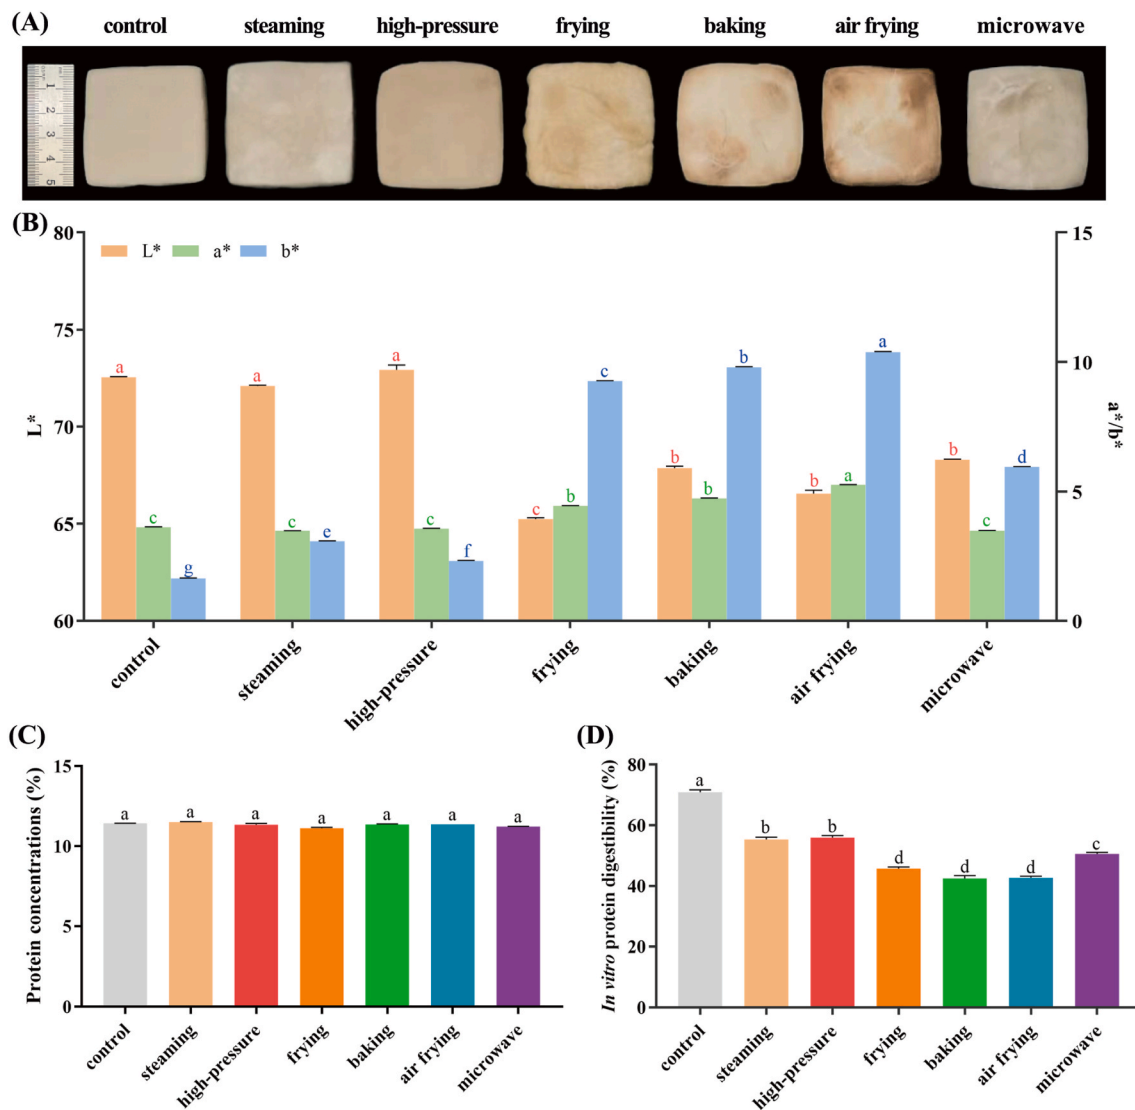 (A) control steaming high-pressure frying baking air frying microwave
1
2
3
4
5
(B)
80
75
70
65
60
L*
L* a* b*
15
10
5
0
a*/b*
a c g
a c e
a c f
c b c
b b b
b a a
b c d
control
steaming
high-pressure
frying
baking
air frying
microwave
(C)
15
10
5
0
Protein concentrations (%)
a a a a a a a
control
steaming
high-pressure
frying
baking
air frying
microwave
(D)
80
60
40
20
0
In vitro protein digestibility (%)
a b b d d d c
control
steaming
high-pressure
frying
baking
air frying
microwave